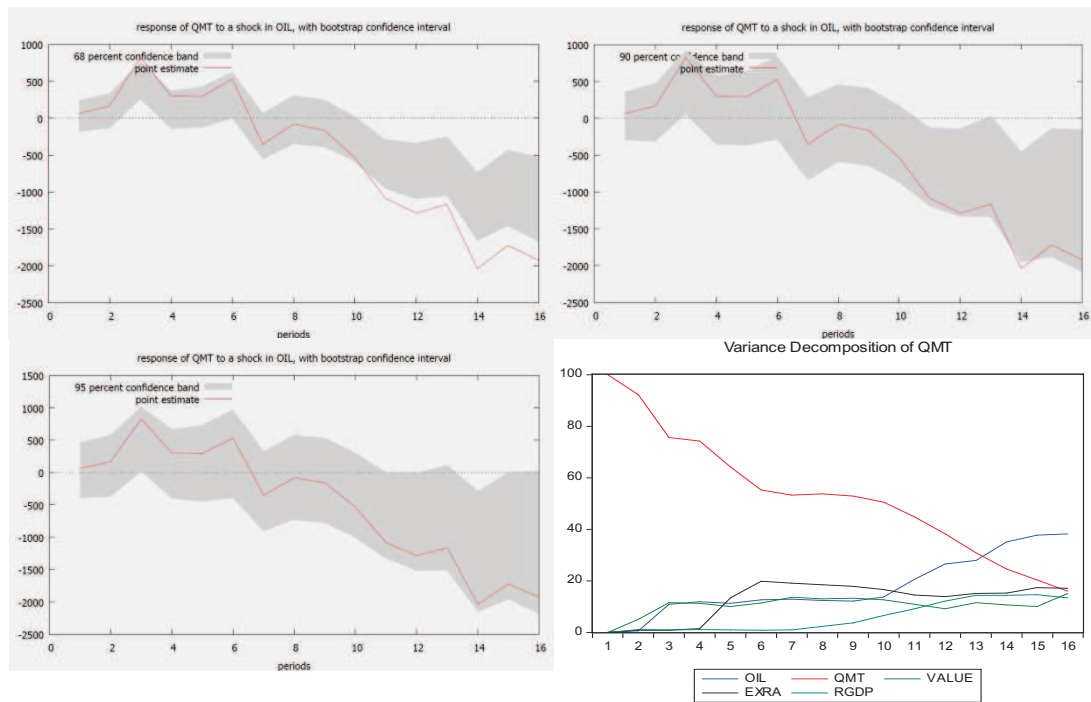 response of QMT to a shock in OIL, with bootstrap confidence interval
68 percent confidence band
point estimate
1000
500
0
-500
-1000
-1500
-2000
-2500
0 2 4 6 8 10 12 14 16
periods
response of QMT to a shock in OIL, with bootstrap confidence interval
90 percent confidence band
point estimate
1000
500
0
-500
-1000
-1500
-2000
-2500
0 2 4 6 8 10 12 14 16
periods
response of QMT to a shock in OIL, with bootstrap confidence interval
95 percent confidence band
point estimate
1500
1000
500
0
-500
-1000
-1500
-2000
-2500
0 2 4 6 8 10 12 14 16
periods
Variance Decomposition of QMT
100
80
60
40
20
0
1 2 3 4 5 6 7 8 9 10 11 12 13 14 15 16
OIL QMT VALUE
EXRA RGDP